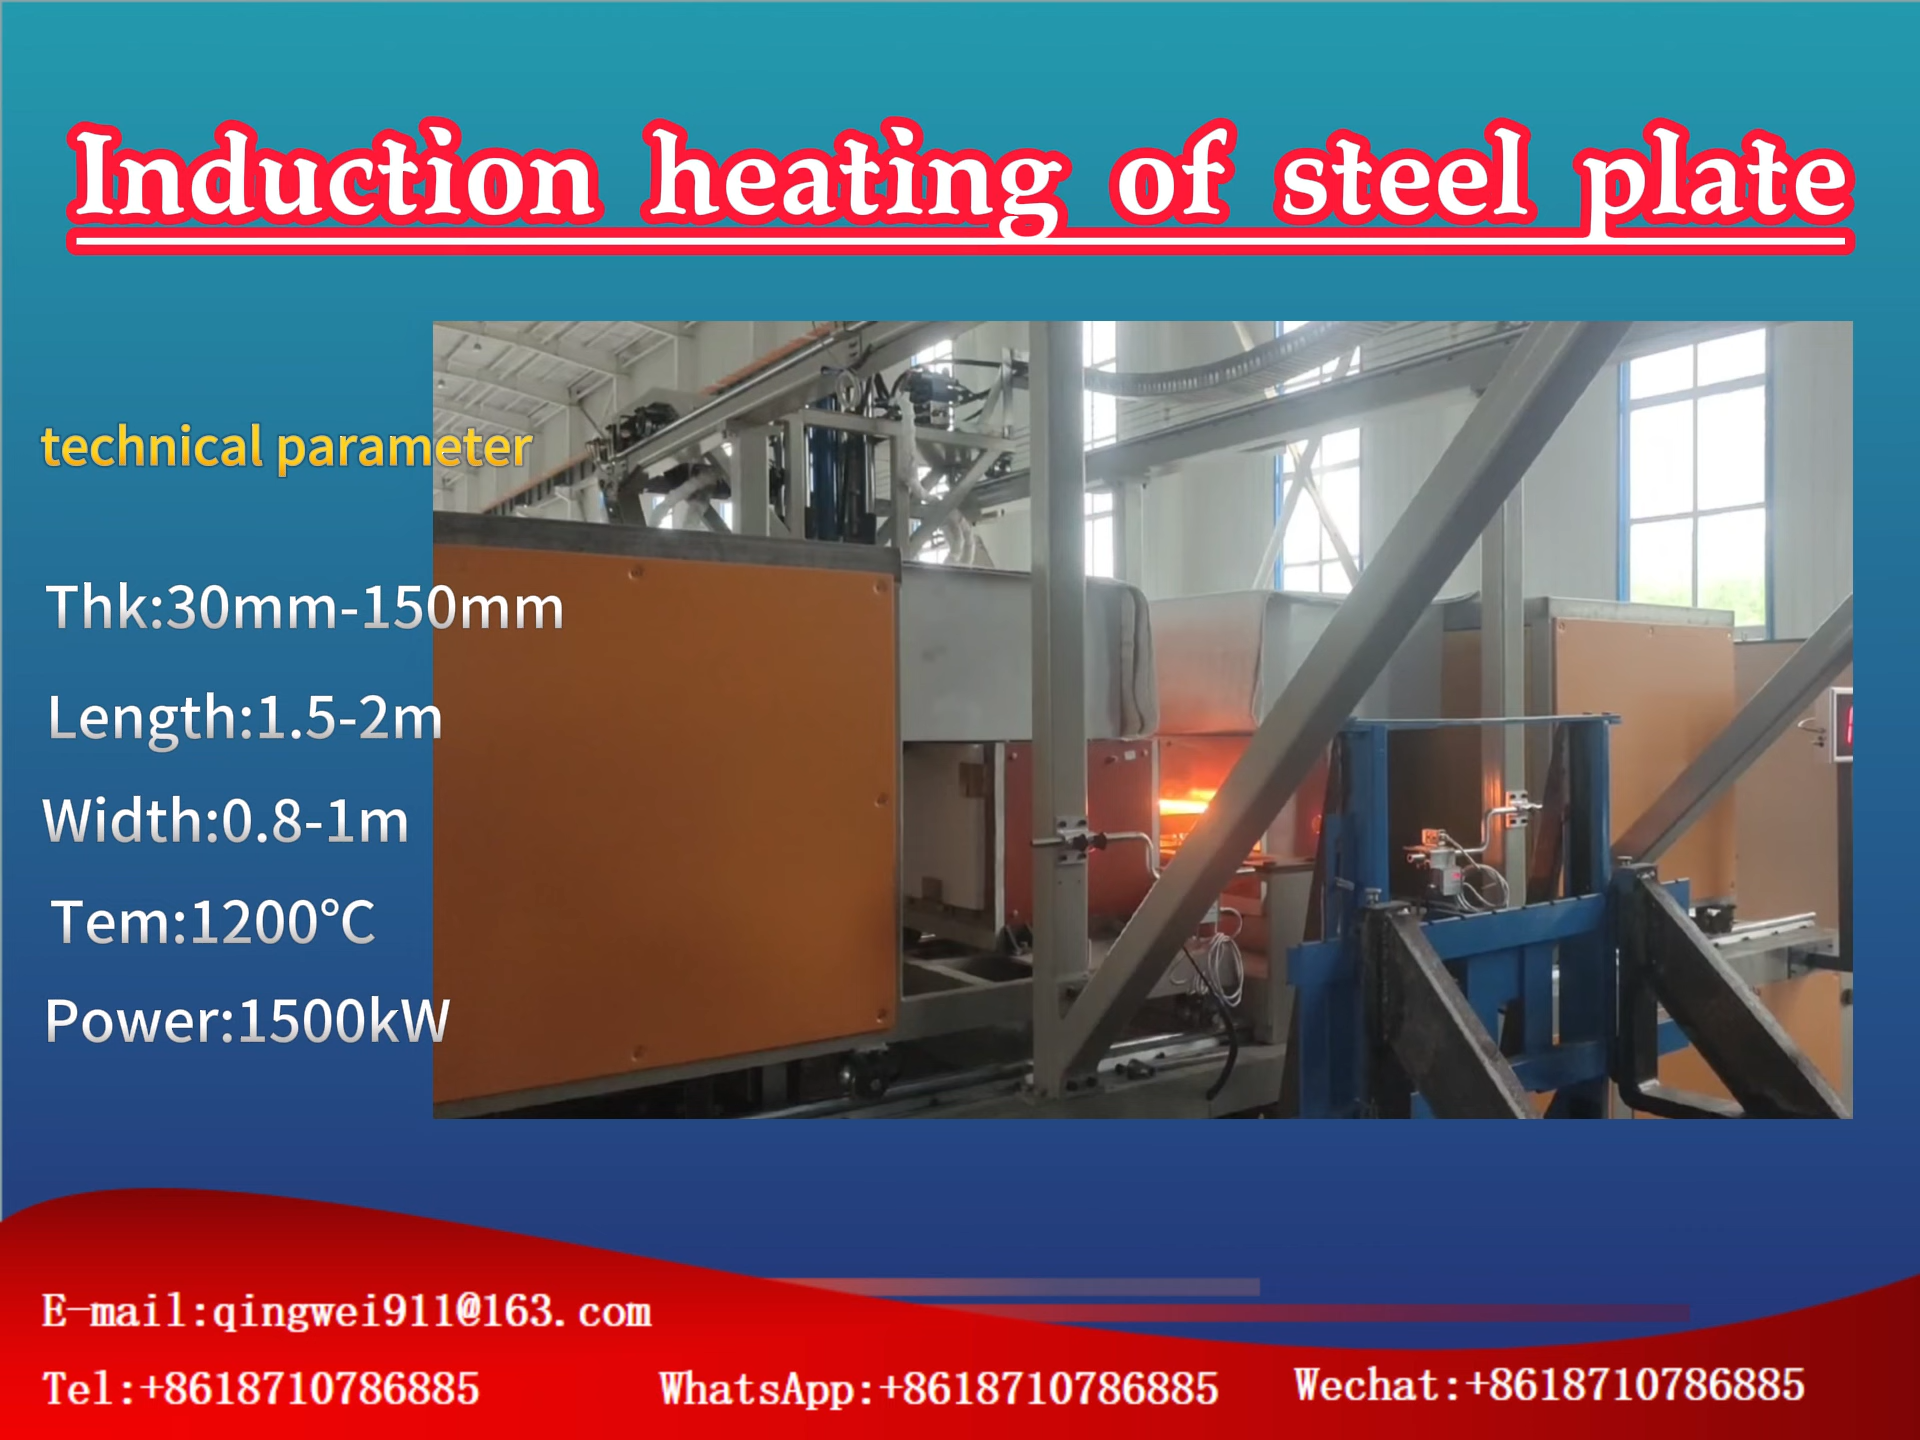 Induction heating of steel plate
technical parameter
Thk:30mm-150mm
Length:1.5-2m
Width:0.8-1m
Tem:1200℃
Power:1500kW
E-mail:qingwei911@163.com
Tel:+8618710786885
WhatsApp:+8618710786885
Wechat:+8618710786885